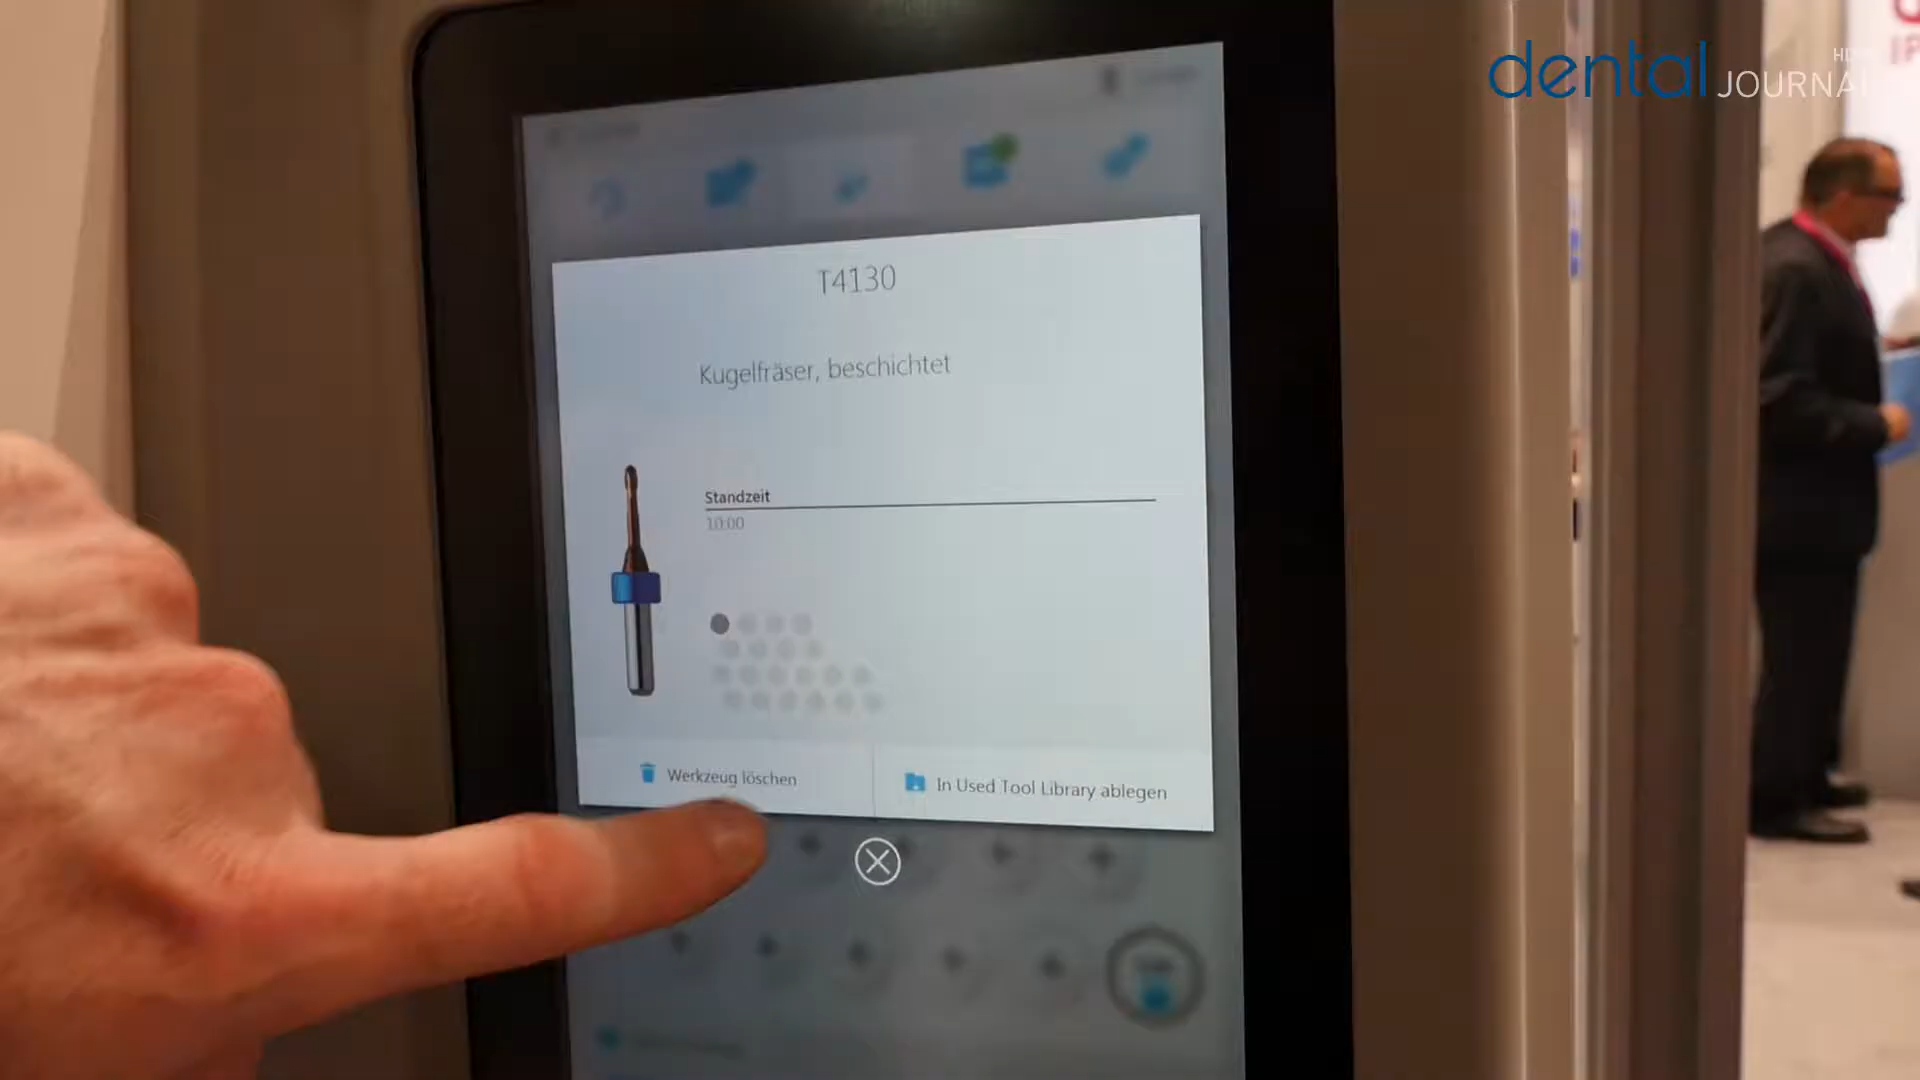 dental JOURNAL
T4130
Kugelfräser, beschichtet
Standzeit
10:00
Werkzeug löschen
In Used Tool Library ablegen